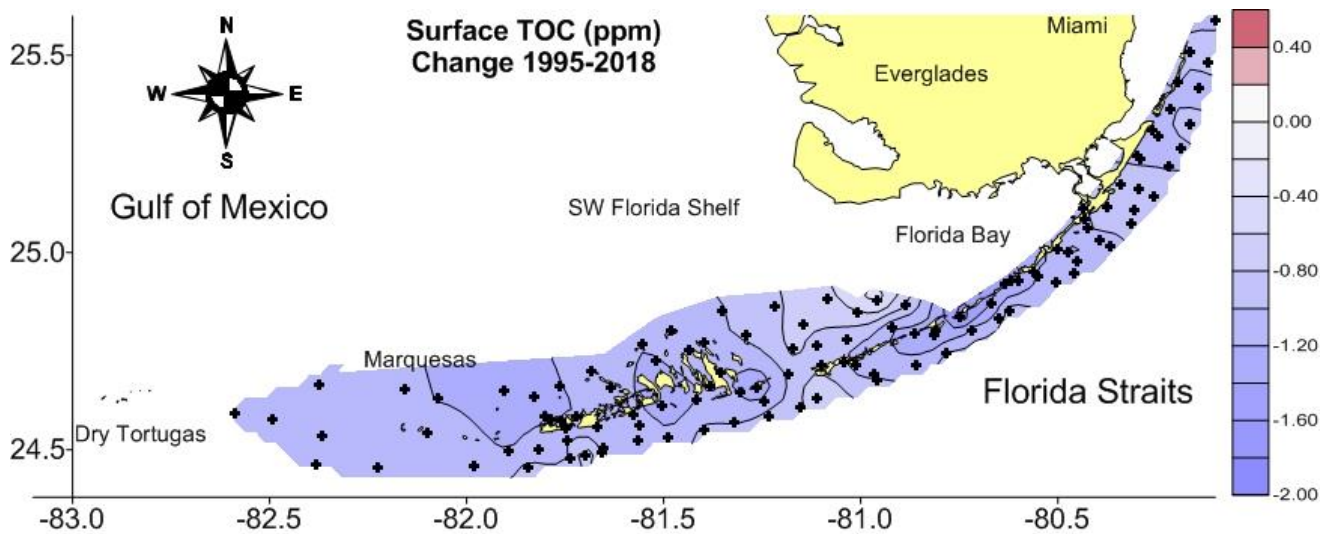 Surface TOC (ppm)
Change 1995-2018
N
W
E
S
Gulf of Mexico
SW Florida Shelf
Everglades
Miami
Florida Bay
Marquesas
Dry Tortugas
Florida Straits
25.5
25.0
24.5
-83.0
-82.5
-82.0
-81.5
-81.0
-80.5
0.40
0.00
-0.40
-0.80
-1.20
-1.60
-2.00